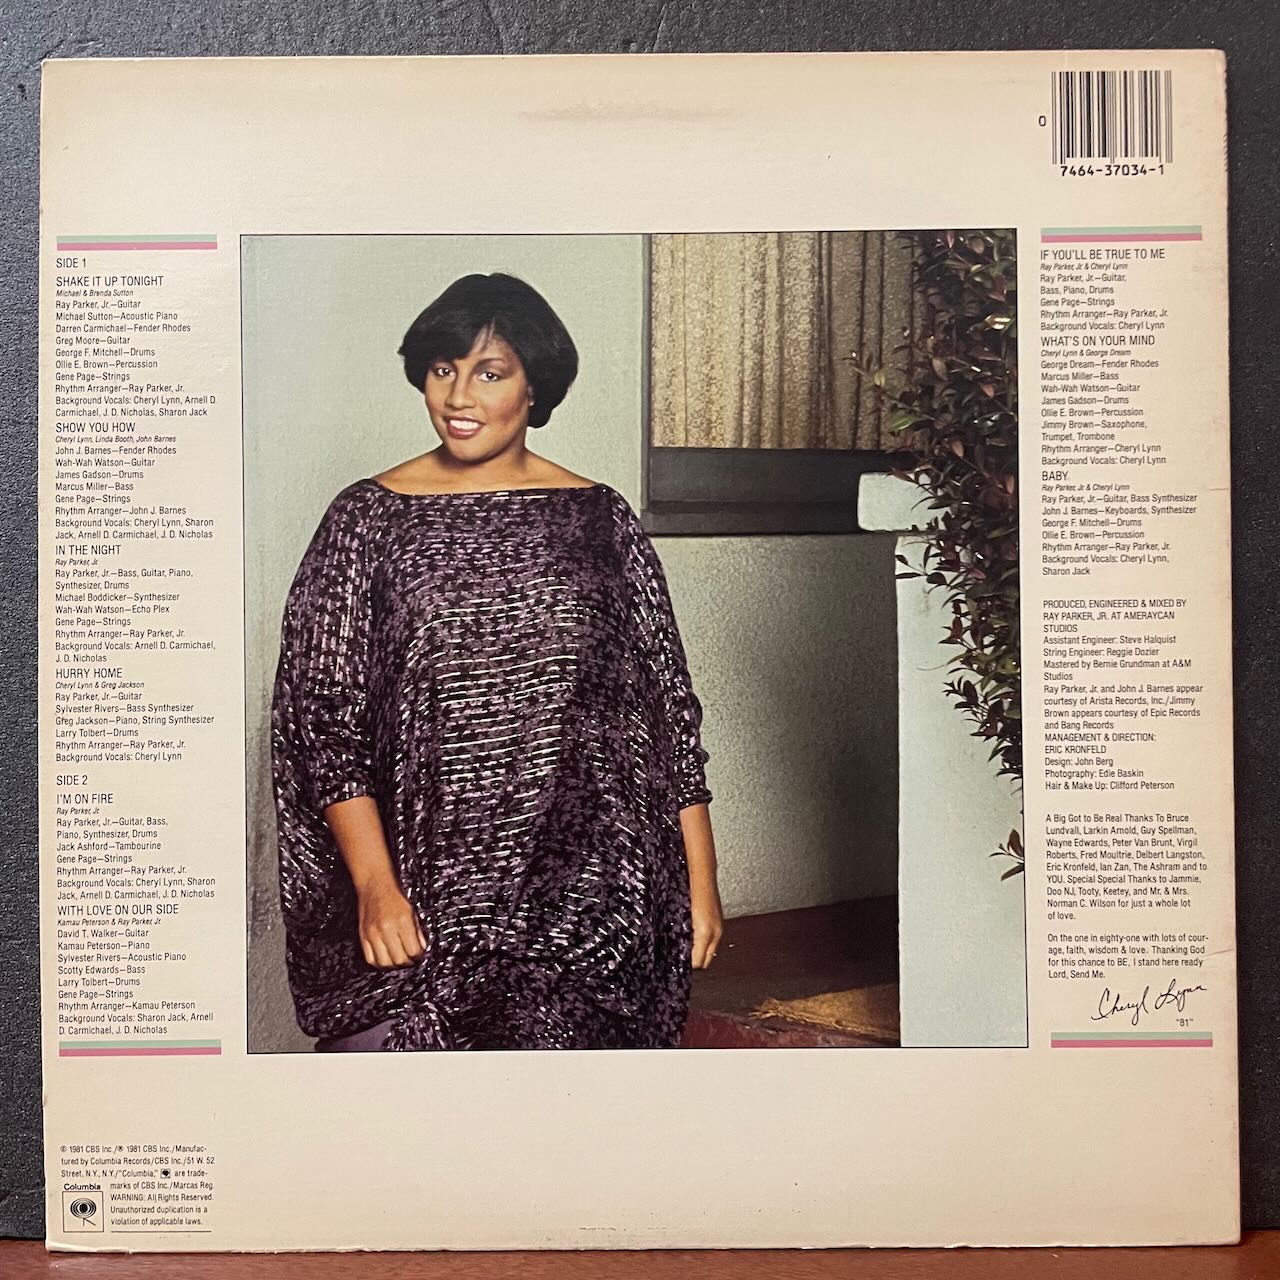 0
7464-37034-1
SIDE 1
SHAKE IT UP TONIGHT
Michael & Brenda Sutton
Ray Parker, Jr.—Guitar
Michael Sutton—Acoustic Piano
Darren Carmichael—Fender Rhodes
Greg Moore—Guitar
George F. Mitchell—Drums
Ollie E. Brown—Percussion
Gene Page—Strings
Rhythm Arranger—Ray Parker, Jr.
Background Vocals: Cheryl Lynn, Arnell D.
Carmichael, J. D. Nicholas, Sharon Jack
SHOW YOU HOW
Cheryl Lynn, Linda Booth, John Barnes
John J. Barnes—Fender Rhodes
Wah-Wah Watson—Guitar
James Gadson—Drums
Marcus Miller—Bass
Gene Page—Strings
Rhythm Arranger—John J. Barnes
Background Vocals: Cheryl Lynn, Sharon
Jack, Arnell D. Carmichael, J. D. Nicholas
IN THE NIGHT
Ray Parker, Jr.
Ray Parker, Jr.—Bass, Guitar, Piano,
Synthesizer, Drums
Michael Boddicker—Synthesizer
Wah-Wah Watson—Echo Plex
Gene Page—Strings
Rhythm Arranger—Ray Parker, Jr.
Background Vocals: Arnell D. Carmichael,
J. D. Nicholas
HURRY HOME
Cheryl Lynn & Greg Jackson
Ray Parker, Jr.—Guitar
Sylvester Rivers—Bass Synthesizer
Greg Jackson—Piano, String Synthesizer
Larry Tolbert—Drums
Rhythm Arranger—Ray Parker, Jr.
Background Vocals: Cheryl Lynn
SIDE 2
I'M ON FIRE
Ray Parker, Jr.
Ray Parker, Jr.—Guitar, Bass,
Piano, Synthesizer, Drums
Jack Ashford—Tambourine
Gene Page—Strings
Rhythm Arranger—Ray Parker, Jr.
Background Vocals: Cheryl Lynn, Sharon
Jack, Arnell D. Carmichael, J. D. Nicholas
WITH LOVE ON OUR SIDE
Kamau Peterson & Ray Parker, Jr.
David T. Walker—Guitar
Kamau Peterson—Piano
Sylvester Rivers—Acoustic Piano
Scotty Edwards—Bass
Larry Tolbert—Drums
Gene Page—Strings
Rhythm Arranger—Kamau Peterson
Background Vocals: Sharon Jack, Arnell
D. Carmichael, J. D. Nicholas
IF YOU'LL BE TRUE TO ME
Ray Parker, Jr. & Cheryl Lynn
Ray Parker, Jr.—Guitar,
Bass, Piano, Drums
Gene Page—Strings
Rhythm Arranger—Ray Parker, Jr.
Background Vocals: Cheryl Lynn
WHAT'S ON YOUR MIND
Cheryl Lynn & George Dream
George Dream—Fender Rhodes
Marcus Miller—Bass
Wah-Wah Watson—Guitar
James Gadson—Drums
Ollie E. Brown—Percussion
Jimmy Brown—Saxophone,
Trumpet, Trombone
Rhythm Arranger—Cheryl Lynn
Background Vocals: Cheryl Lynn
BABY
Ray Parker, Jr. & Cheryl Lynn
Ray Parker, Jr.—Guitar, Bass Synthesizer
John J. Barnes—Keyboards, Synthesizer
George F. Mitchell—Drums
Ollie E. Brown—Percussion
Rhythm Arranger—Ray Parker, Jr.
Background Vocals: Cheryl Lynn,
Sharon Jack
PRODUCED, ENGINEERED & MIXED BY
RAY PARKER, JR. AT AMERAYCAN
STUDIOS
Assistant Engineer: Steve Halquist
String Engineer: Reggie Dozier
Mastered by Bernie Grundman at A&M
Studios
Ray Parker, Jr. and John J. Barnes appear
courtesy of Arista Records, Inc./Jimmy
Brown appears courtesy of Epic Records
and Bang Records
MANAGEMENT & DIRECTION:
ERIC KRONFELD
Design: John Berg
Photography: Edie Baskin
Hair & Make Up: Clifford Peterson
A Big Got to Be Real Thanks To Bruce
Lundvall, Larkin Arnold, Guy Spellman,
Wayne Edwards, Peter Van Brunt, Virgil
Roberts, Fred Moultrie, Delbert Langston,
Eric Kronfeld, Ian Zan, The Ashram and to
YOU. Special Special Thanks to Jammie,
Doo NJ, Tooty, Keetey, and Mr. & Mrs.
Norman C. Wilson for just a whole lot
of love.
On the one in eighty-one with lots of cour-
age, faith, wisdom & love. Thanking God
for this chance to BE, I stand here ready
Lord, Send Me.
Cheryl Lynn
"81"
© 1981 CBS Inc./℗ 1981 CBS Inc./Manufac-
tured by Columbia Records/CBS Inc./51 W. 52
Street, N.Y., N.Y./"Columbia," are trade-
Columbia marks of CBS Inc./Marcas Reg.
WARNING: All Rights Reserved.
Unauthorized duplication is a
violation of applicable laws.